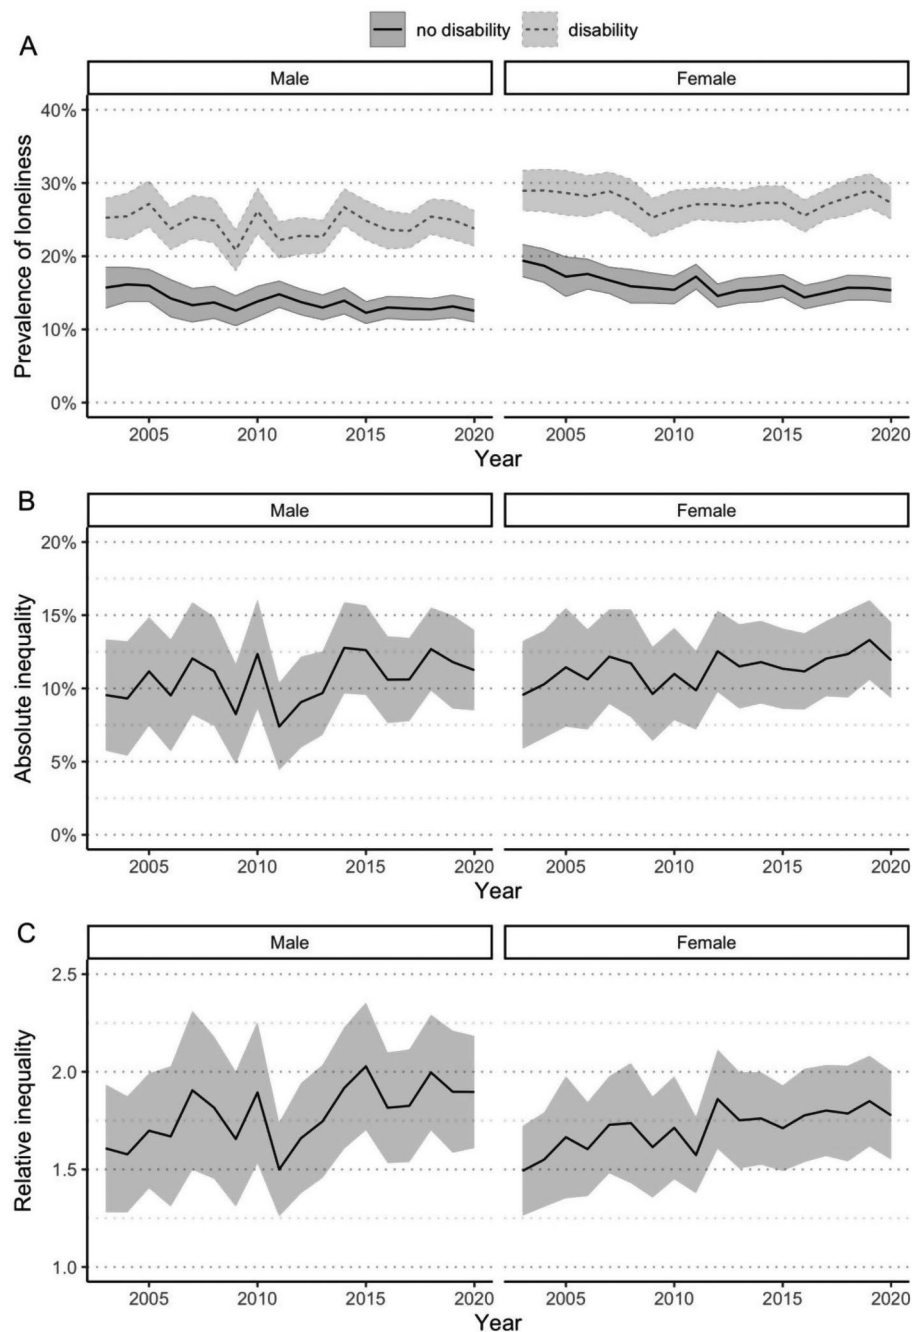 no disability disability
A
Male Female
Prevalence of loneliness
40%
30%
20%
10%
0%
2005 2010 2015 2020 2005 2010 2015 2020
Year Year
B
Male Female
Absolute inequality
20%
15%
10%
5%
0%
2005 2010 2015 2020 2005 2010 2015 2020
Year Year
C
Male Female
Relative inequality
2.5
2.0
1.5
1.0
2005 2010 2015 2020 2005 2010 2015 2020
Year Year